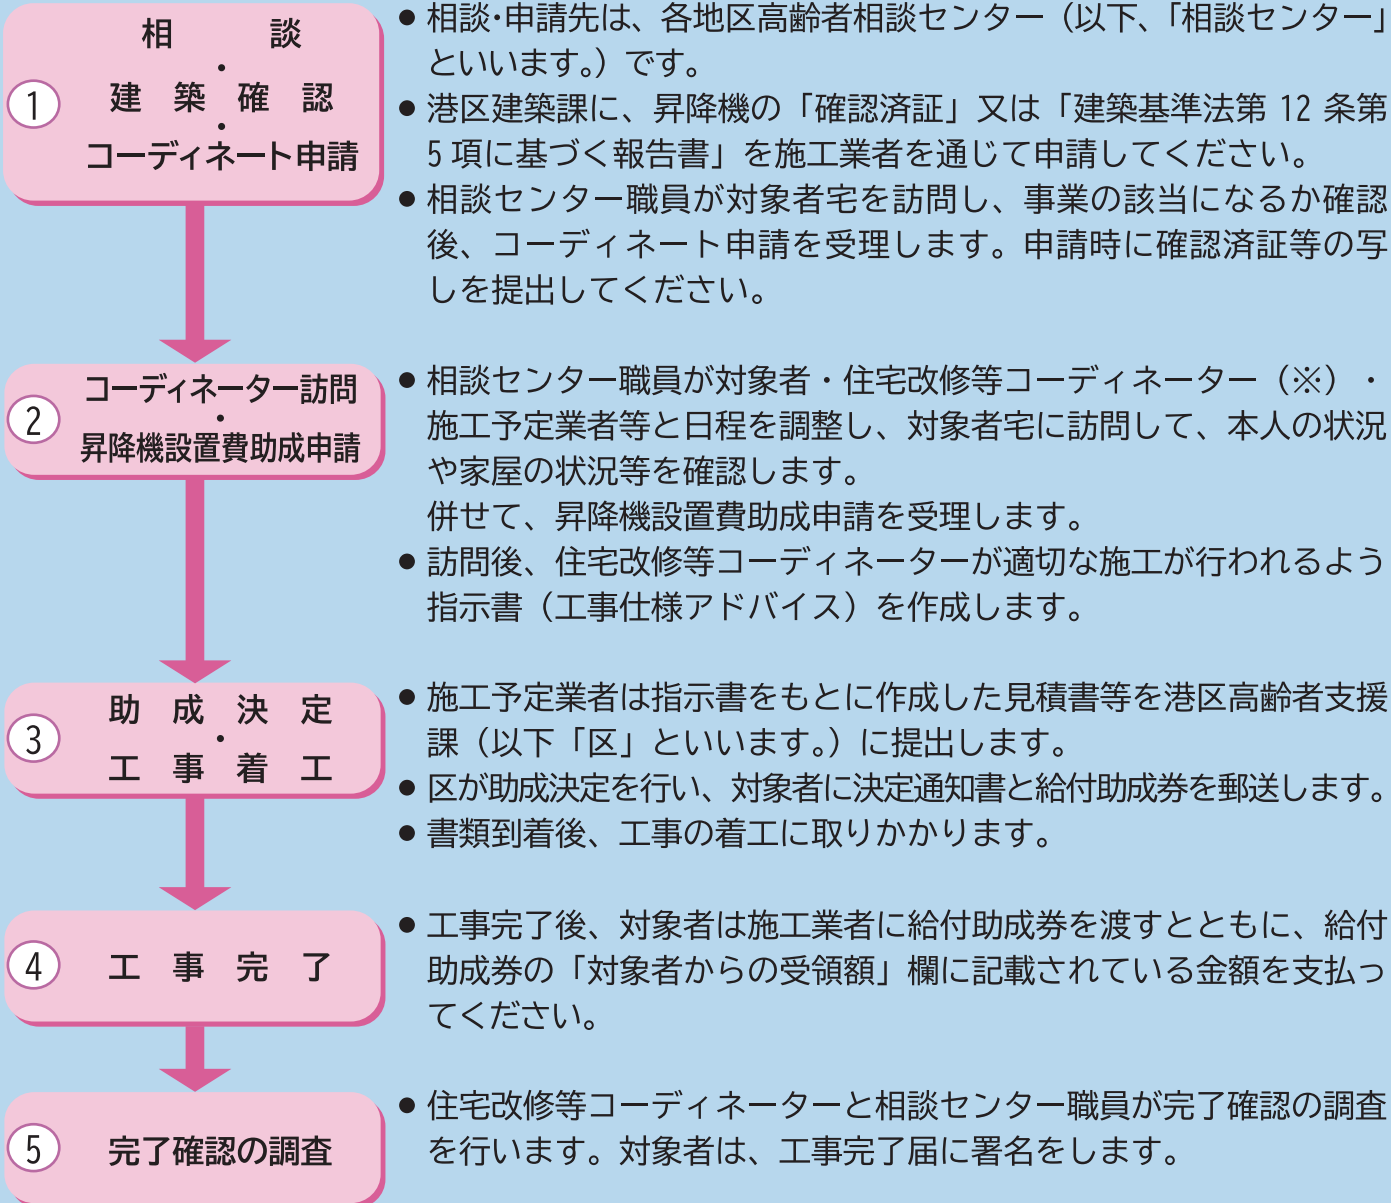 ①
相談
・
建築確認
・
コーディネート申請
● 相談・申請先は、各地区高齢者相談センター（以下、「相談センター」
といいます。）です。
● 港区建築課に、昇降機の「確認済証」又は「建築基準法第 12 条第
5 項に基づく報告書」を施工業者を通じて申請してください。
● 相談センター職員が対象者宅を訪問し、事業の該当になるか確認
後、コーディネート申請を受理します。申請時に確認済証等の写
しを提出してください。
②
コーディネーター訪問
・
昇降機設置費助成申請
● 相談センター職員が対象者・住宅改修等コーディネーター（※）・
施工予定業者等と日程を調整し、対象者宅に訪問して、本人の状況
や家屋の状況等を確認します。
併せて、昇降機設置費助成申請を受理します。
● 訪問後、住宅改修等コーディネーターが適切な施工が行われるよう
指示書（工事仕様アドバイス）を作成します。
③
助成決定
・
工事着工
● 施工予定業者は指示書をもとに作成した見積書等を港区高齢者支援
課（以下「区」といいます。）に提出します。
● 区が助成決定を行い、対象者に決定通知書と給付助成券を郵送します。
● 書類到着後、工事の着工に取りかかります。
④
工事完了
● 工事完了後、対象者は施工業者に給付助成券を渡すとともに、給付
助成券の「対象者からの受領額」欄に記載されている金額を支払っ
てください。
⑤
完了確認の調査
● 住宅改修等コーディネーターと相談センター職員が完了確認の調査
を行います。対象者は、工事完了届に署名をします。